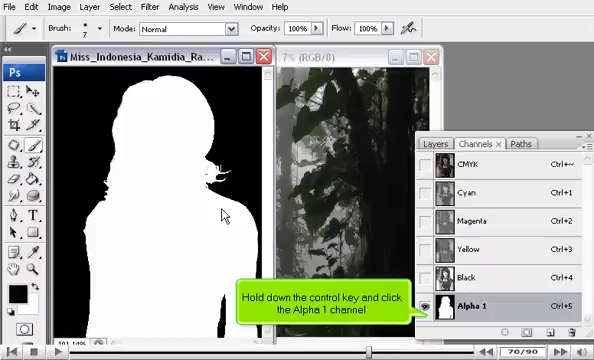 Edit Image Layer Select Filter Analysis View Window Help
Brush: 7 Mode: Normal Opacity: 100% Flow: 100%
Miss_Indonesia_Kamidia_Ra...
7% (RGB/8)
Ps
Layers Channels Paths
CMYK Ctrl+~
Cyan Ctrl+1
Magenta Ctrl+2
Yellow Ctrl+3
Black Ctrl+4
Alpha 1 Ctrl+5
Hold down the control key and click
the Alpha 1 channel
70/90